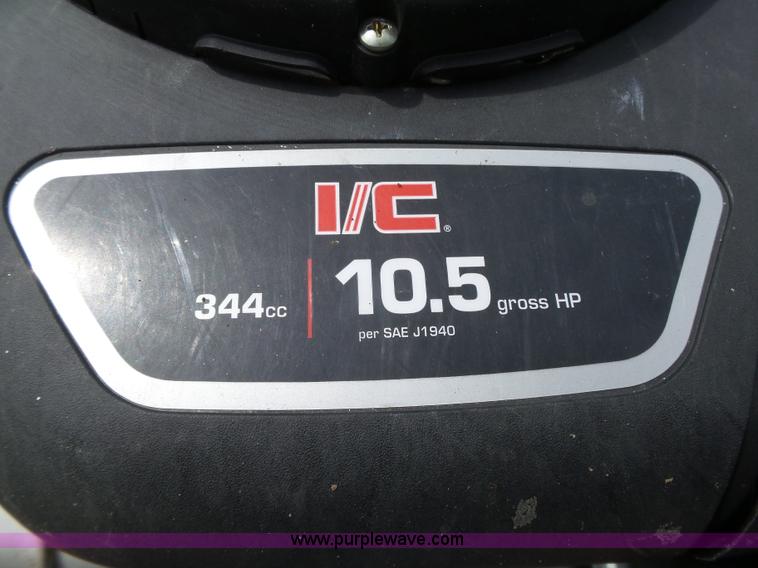 I/C®
344cc 10.5 gross HP
per SAE J1940
www.purplewave.com